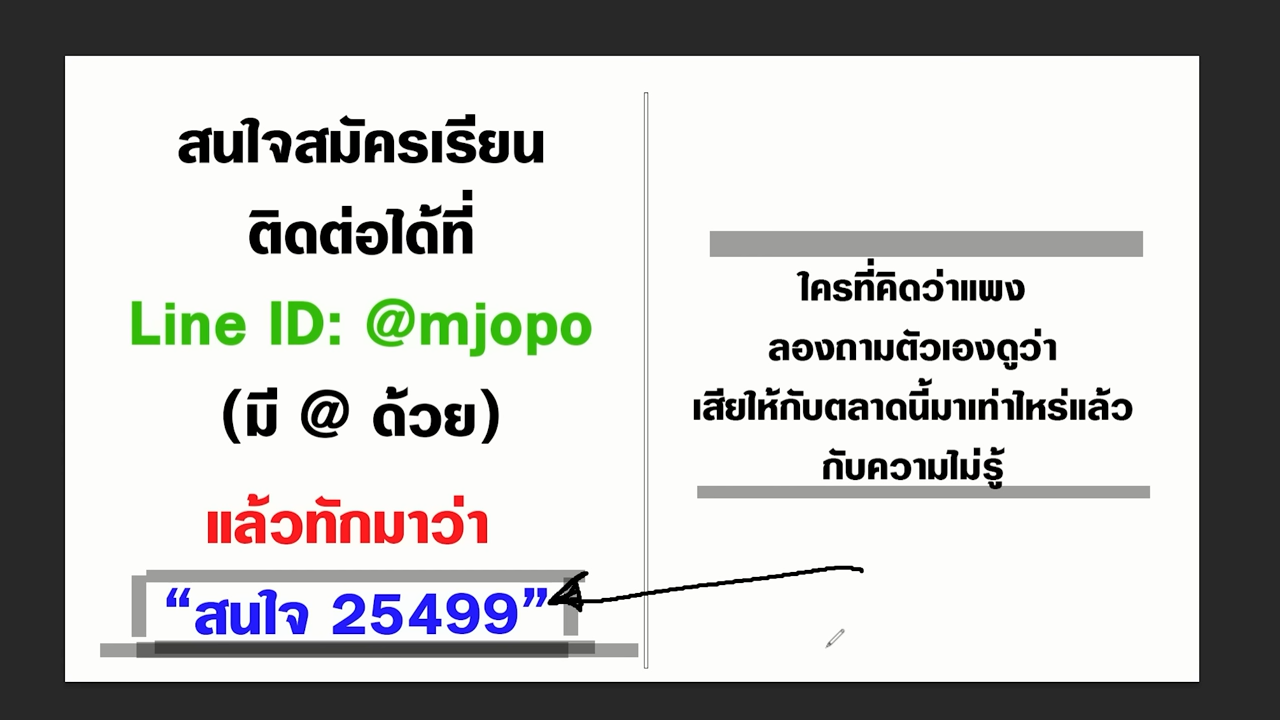 สนใจสมัครเรียน
ติดต่อได้ที่
Line ID: @mjopo
(มี @ ด้วย)
แล้วทักมาว่า
“สนใจ 25499”
ใครที่คิดว่าแพง
ลองถามตัวเองดูว่า
เสียให้กับตลาดนี้มาเท่าไหร่แล้ว
กับความไม่รู้